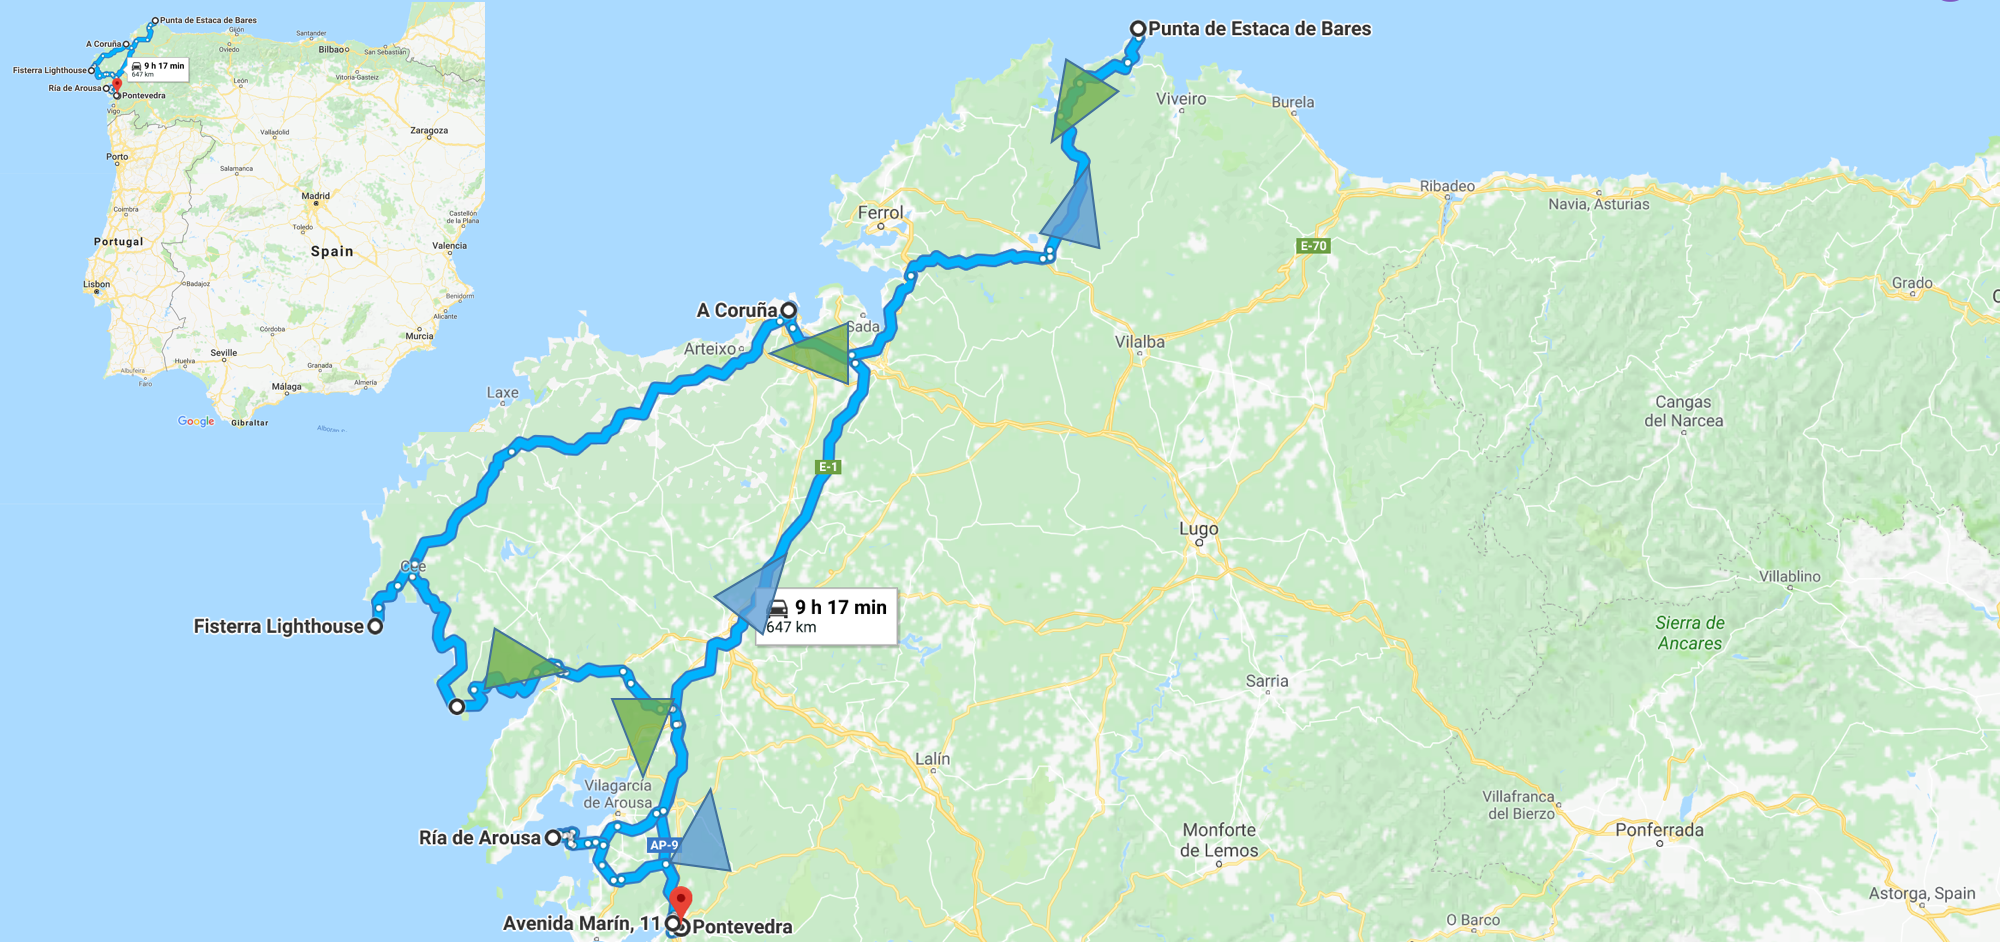 Punta de Estaca de Bares
Gijón
Santander
A Coruña
Oviedo
Bilbao
San Sebastián
9 h 17 min
647 km
Fisterra Lighthouse
Vitoria-Gasteiz
León
Ría de Arousa
Pontevedra
Vigo
Valladolid
Zaragoza
Porto
Salamanca
Madrid
Coimbra
Castellón
de la Plana
Toledo
Portugal
Spain
Valencia
Lisbon
Badajoz
Benidorm
Alicante
Córdoba
Murcia
Seville
Huelva
Granada
Albufeira
Faro
Almería
Málaga
Google
Gibraltar
Punta de Estaca de Bares
Viveiro
Burela
Ribadeo
Navia, Asturias
Ferrol
E-70
Grado
A Coruña
Sada
Arteixo
Vilalba
Laxe
Cangas
del Narcea
E-1
Lugo
Cee
Villablino
9 h 17 min
647 km
Fisterra Lighthouse
Sierra de
Ancares
Sarria
Lalín
Vilagarcía
de Arousa
Villafranca
del Bierzo
Ría de Arousa
AP-9
Monforte
de Lemos
Ponferrada
Astorga, Spain
Avenida Marín, 11
Pontevedra
O Barco